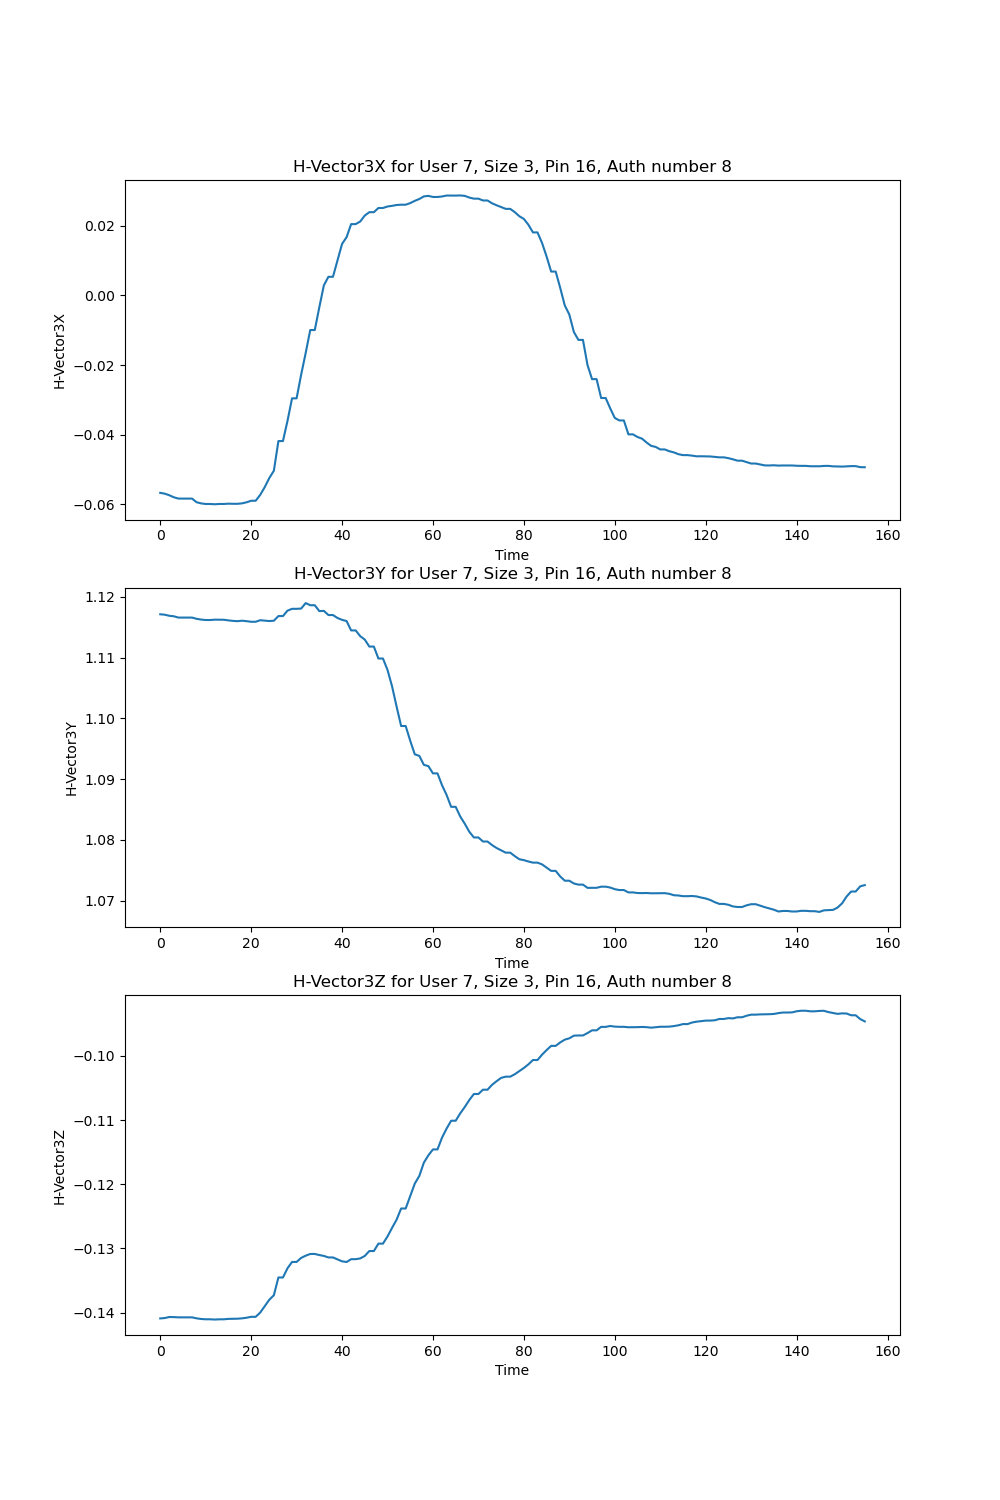 H-Vector3X for User 7, Size 3, Pin 16, Auth number 8
0.02
0.00
−0.02
−0.04
−0.06
H-Vector3X
0 20 40 60 80 100 120 140 160
Time
H-Vector3Y for User 7, Size 3, Pin 16, Auth number 8
1.12
1.11
1.10
1.09
1.08
1.07
H-Vector3Y
0 20 40 60 80 100 120 140 160
Time
H-Vector3Z for User 7, Size 3, Pin 16, Auth number 8
−0.10
−0.11
−0.12
−0.13
−0.14
H-Vector3Z
0 20 40 60 80 100 120 140 160
Time